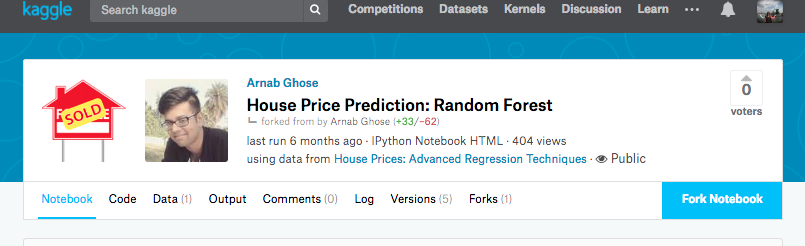 kaggle Search kaggle Competitions Datasets Kernels Discussion Learn ...
SOLD
Arnab Ghose
House Price Prediction: Random Forest
forked from by Arnab Ghose (+33/-62)
last run 6 months ago · IPython Notebook HTML · 404 views
using data from House Prices: Advanced Regression Techniques · Public
0
voters
Notebook Code Data (1) Output Comments (0) Log Versions (5) Forks (1) Fork Notebook